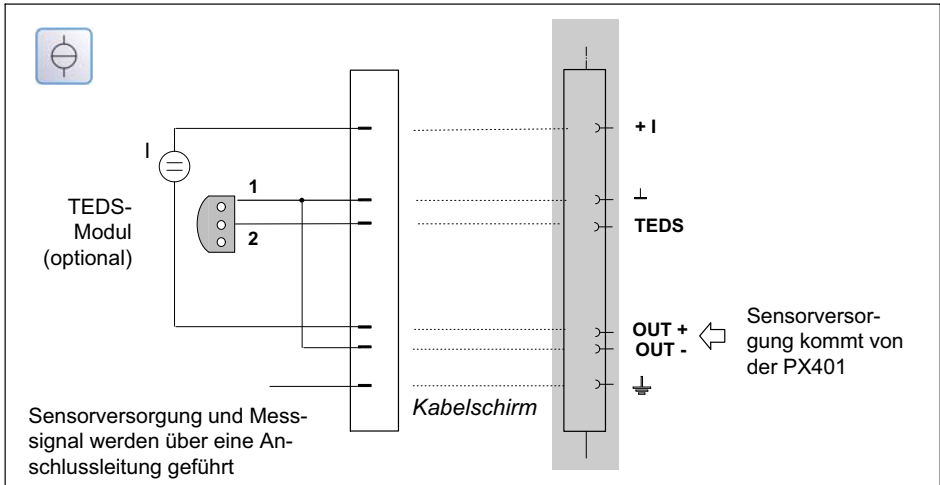 + I
I
1
⊥
TEDS-
Modul
(optional)
TEDS
2
OUT +
OUT -
Sensorversor-
gung kommt von
der PX401
Kabelschirm
Sensorversorgung und Mess-
signal werden über eine An-
schlussleitung geführt